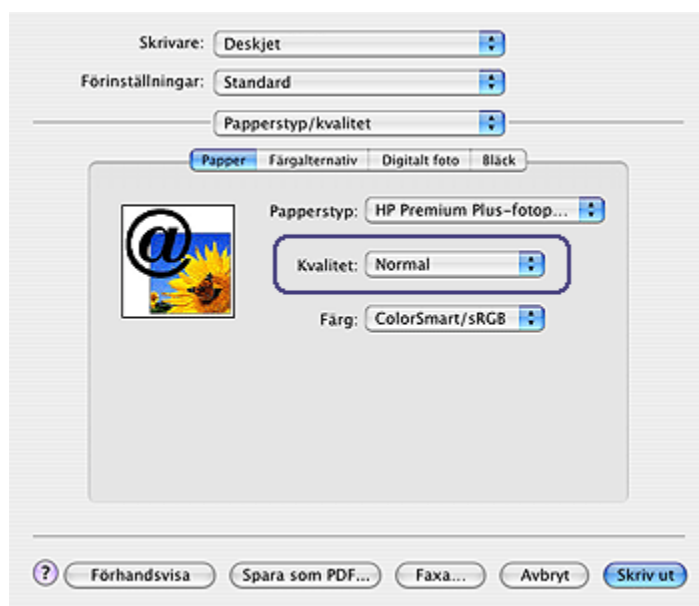 Skrivare: Deskjet
Förinställningar: Standard
Papperstyp/kvalitet
Papper Färgalternativ Digitalt foto Bläck
Papperstyp: HP Premium Plus-fotop...
@
Kvalitet: Normal
Färg: ColorSmart/sRGB
? Förhandsvisa Spara som PDF... Faxa... Avbryt Skriv ut